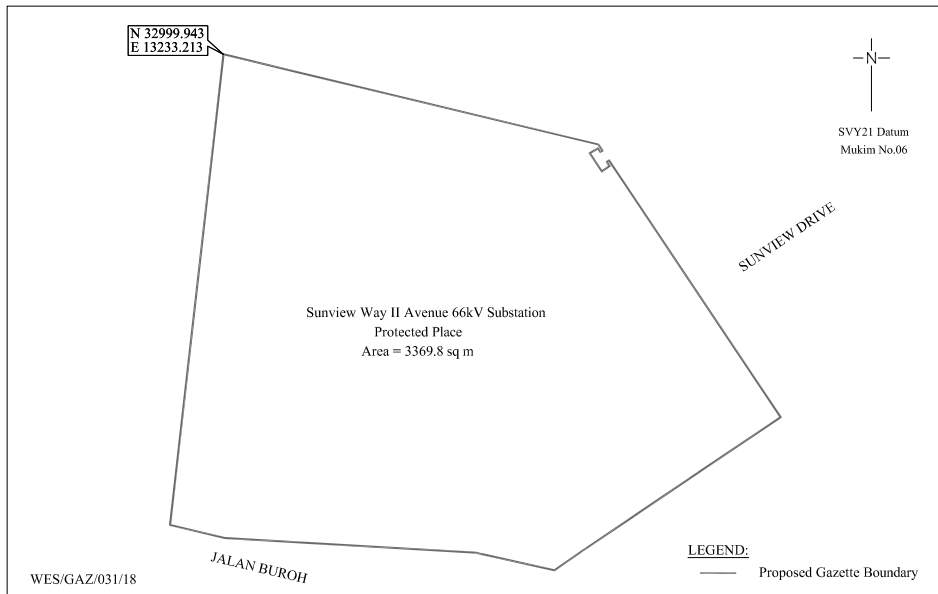 N 32999.943
E 13233.213
N
SVY21 Datum
Mukim No.06
SUNVIEW DRIVE
Sunview Way II Avenue 66kV Substation
Protected Place
Area = 3369.8 sq m
JALAN BUROH
LEGEND:
Proposed Gazette Boundary
WES/GAZ/031/18